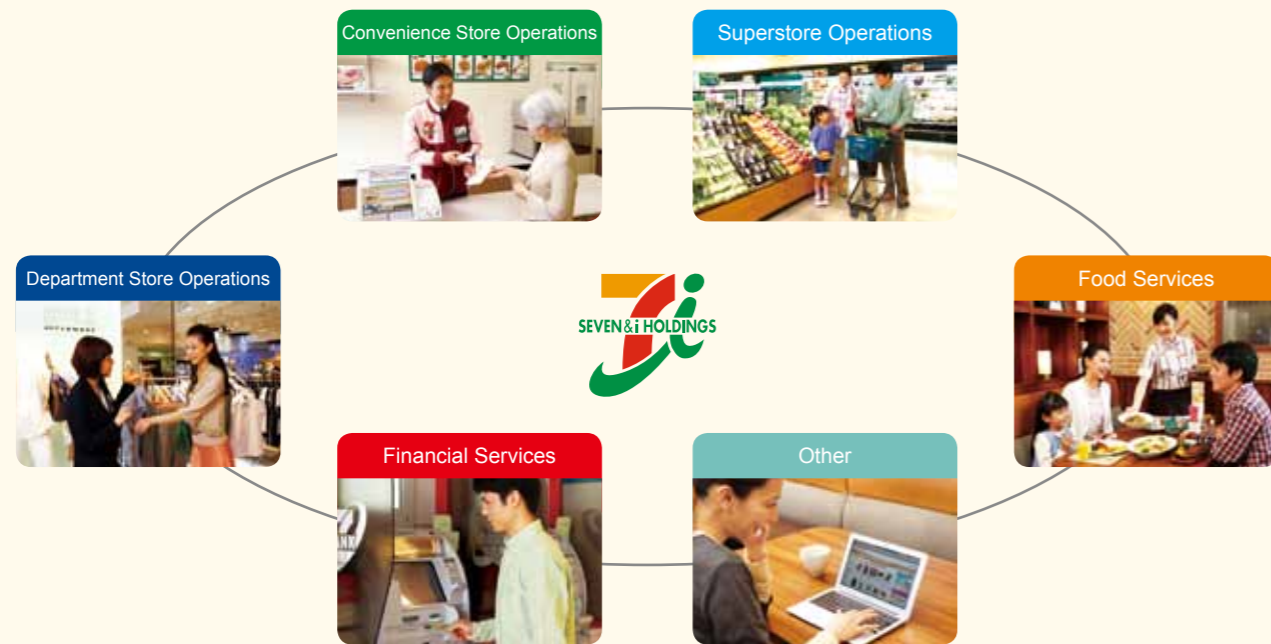 Convenience Store Operations
Superstore Operations
Department Store Operations
SEVEN&i HOLDINGS
Food Services
Financial Services
Other